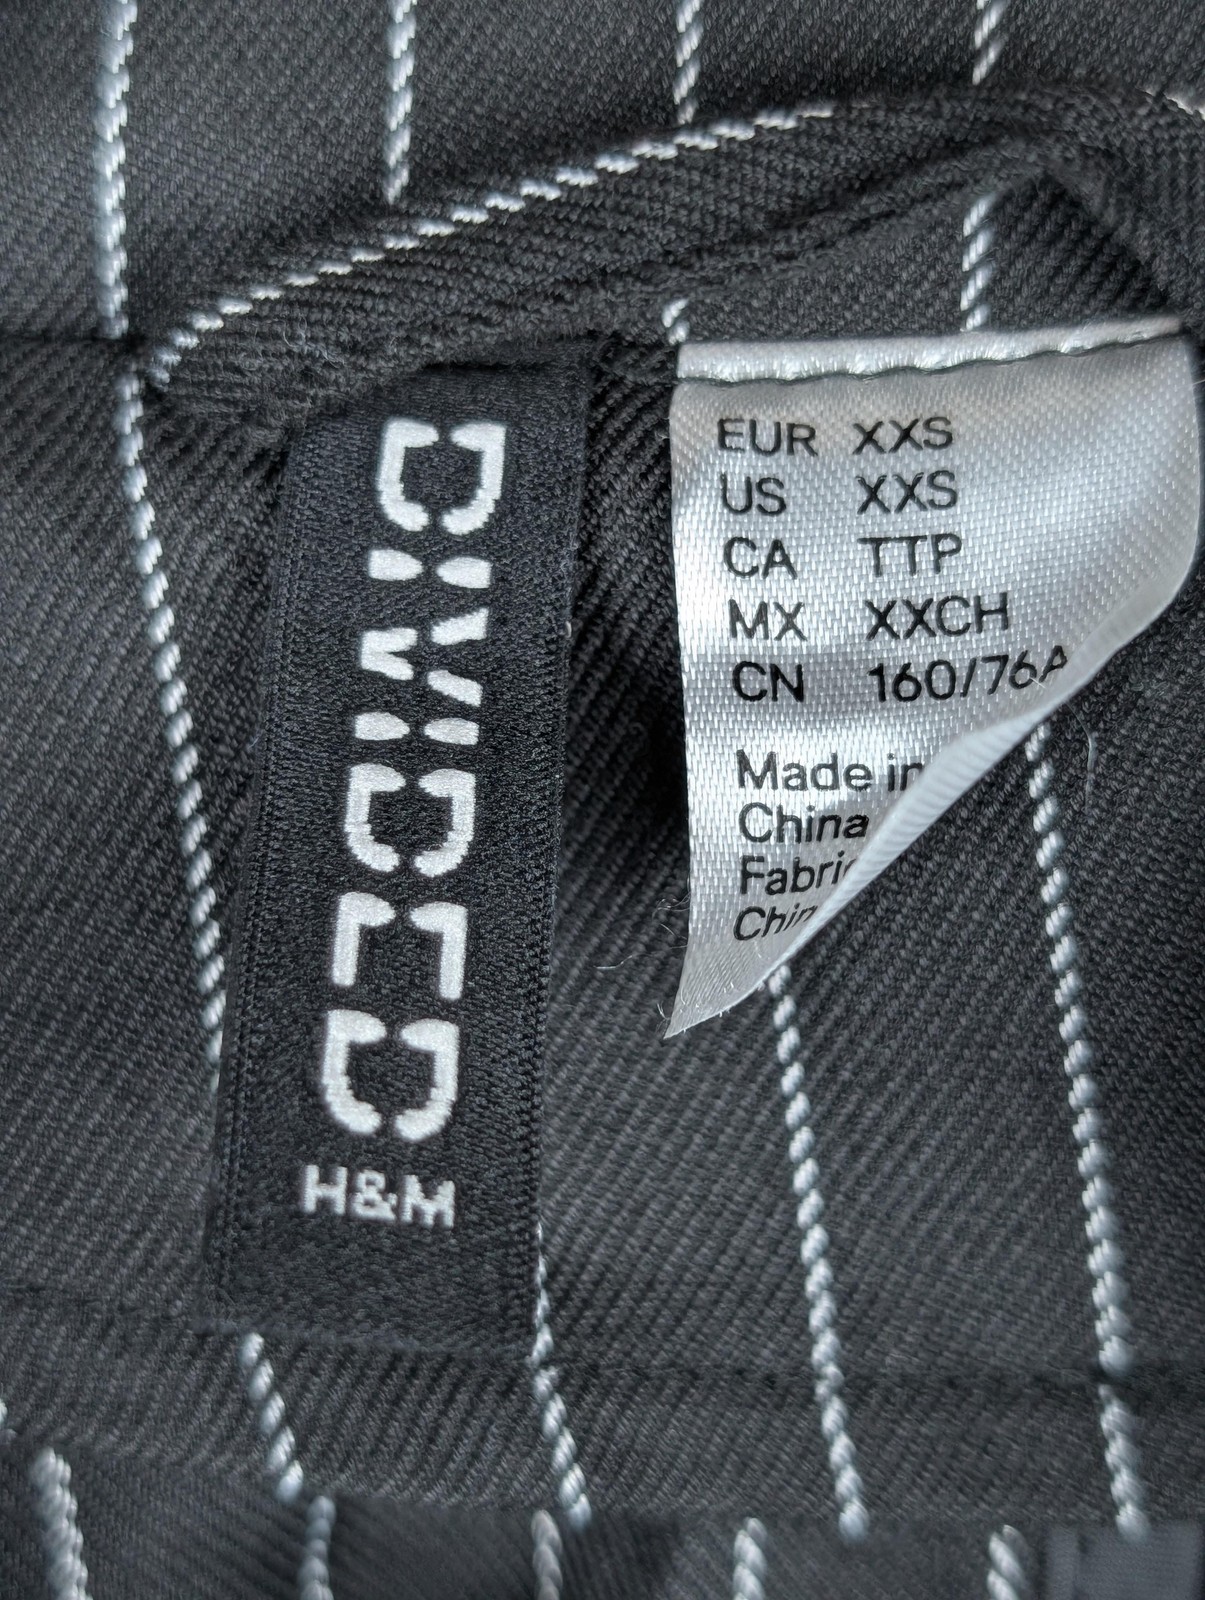 DIVIDED
H&M
EUR XXS
US XXS
CA TTP
MX XXCH
CN 160/76A
Made in
China